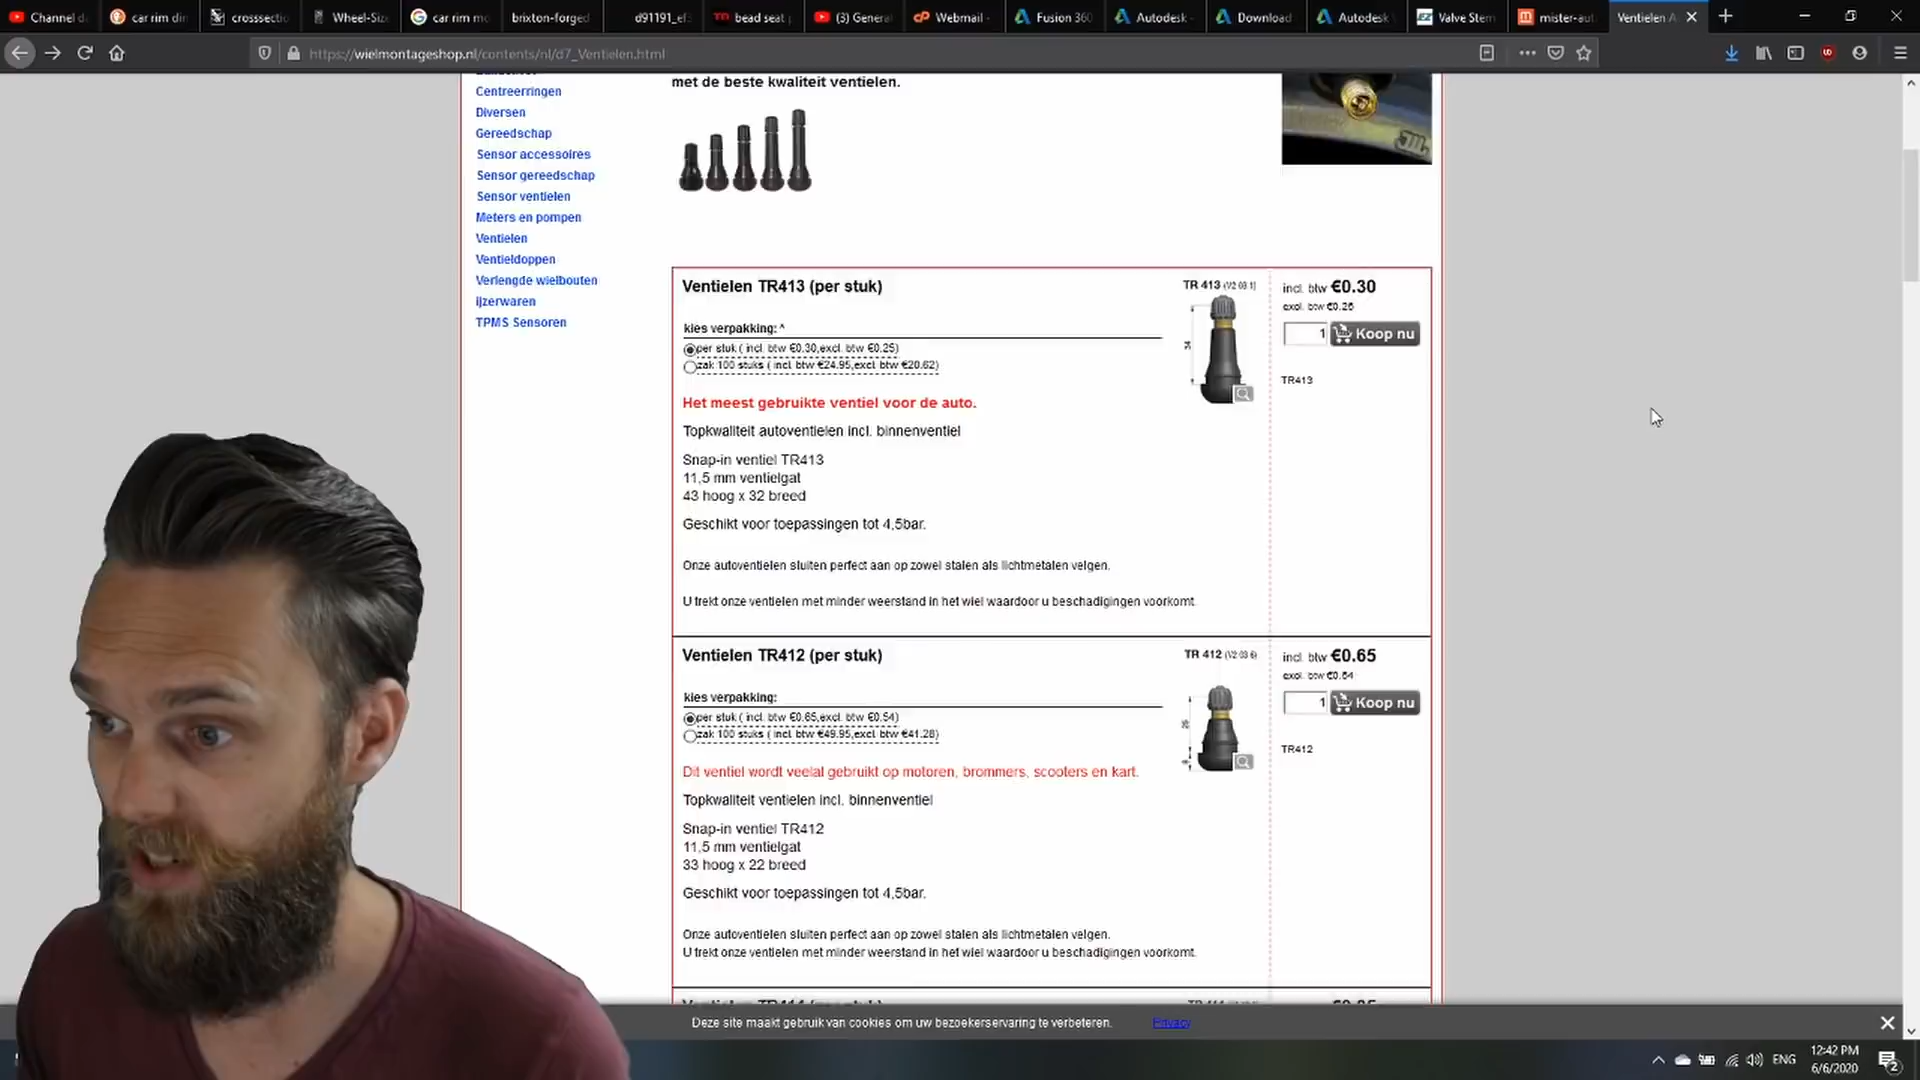 Channel d
car rim din
crosssectio
Wheel-Size
car rim mo
brixton-forged
d91191_ef3
bead seat p
(3) General
Webmail -
Fusion 360
Autodesk -
Download
Autodesk
Valve Stem
mister-aut
Ventielen A
https://wielmontageshop.nl/contents/nl/d7_Ventielen.html
Centreerringen
Diversen
Gereedschap
Sensor accessoires
Sensor gereedschap
Sensor ventielen
Meters en pompen
Ventielen
Ventieldoppen
Verlengde wielbouten
ijzerwaren
TPMS Sensoren
met de beste kwaliteit ventielen.
Ventielen TR413 (per stuk)
kies verpakking: ^
per stuk ( incl. btw €0.30,excl. btw €0.25)
zak 100 stuks ( incl. btw €24.95,excl. btw €20.62)
Het meest gebruikte ventiel voor de auto.
Topkwaliteit autoventielen incl. binnenventiel
Snap-in ventiel TR413
11,5 mm ventielgat
43 hoog x 32 breed
Geschikt voor toepassingen tot 4,5bar.
Onze autoventielen sluiten perfect aan op zowel stalen als lichtmetalen velgen.
U trekt onze ventielen met minder weerstand in het wiel waardoor u beschadigingen voorkomt.
TR 413
incl. btw €0.30
excl. btw €0.25
1
Koop nu
TR413
Ventielen TR412 (per stuk)
kies verpakking:
per stuk ( incl. btw €0.65,excl. btw €0.54)
zak 100 stuks ( incl. btw €49.95,excl. btw €41.28)
Dit ventiel wordt veelal gebruikt op motoren, brommers, scooters en kart.
Topkwaliteit ventielen incl. binnenventiel
Snap-in ventiel TR412
11,5 mm ventielgat
33 hoog x 22 breed
Geschikt voor toepassingen tot 4,5bar.
Onze autoventielen sluiten perfect aan op zowel stalen als lichtmetalen velgen.
U trekt onze ventielen met minder weerstand in het wiel waardoor u beschadigingen voorkomt.
TR 412
incl. btw €0.65
excl. btw €0.54
1
Koop nu
TR412
Deze site maakt gebruik van cookies om uw bezoekerservaring te verbeteren.
Privacy
ENG
12:42 PM
6/6/2020
2